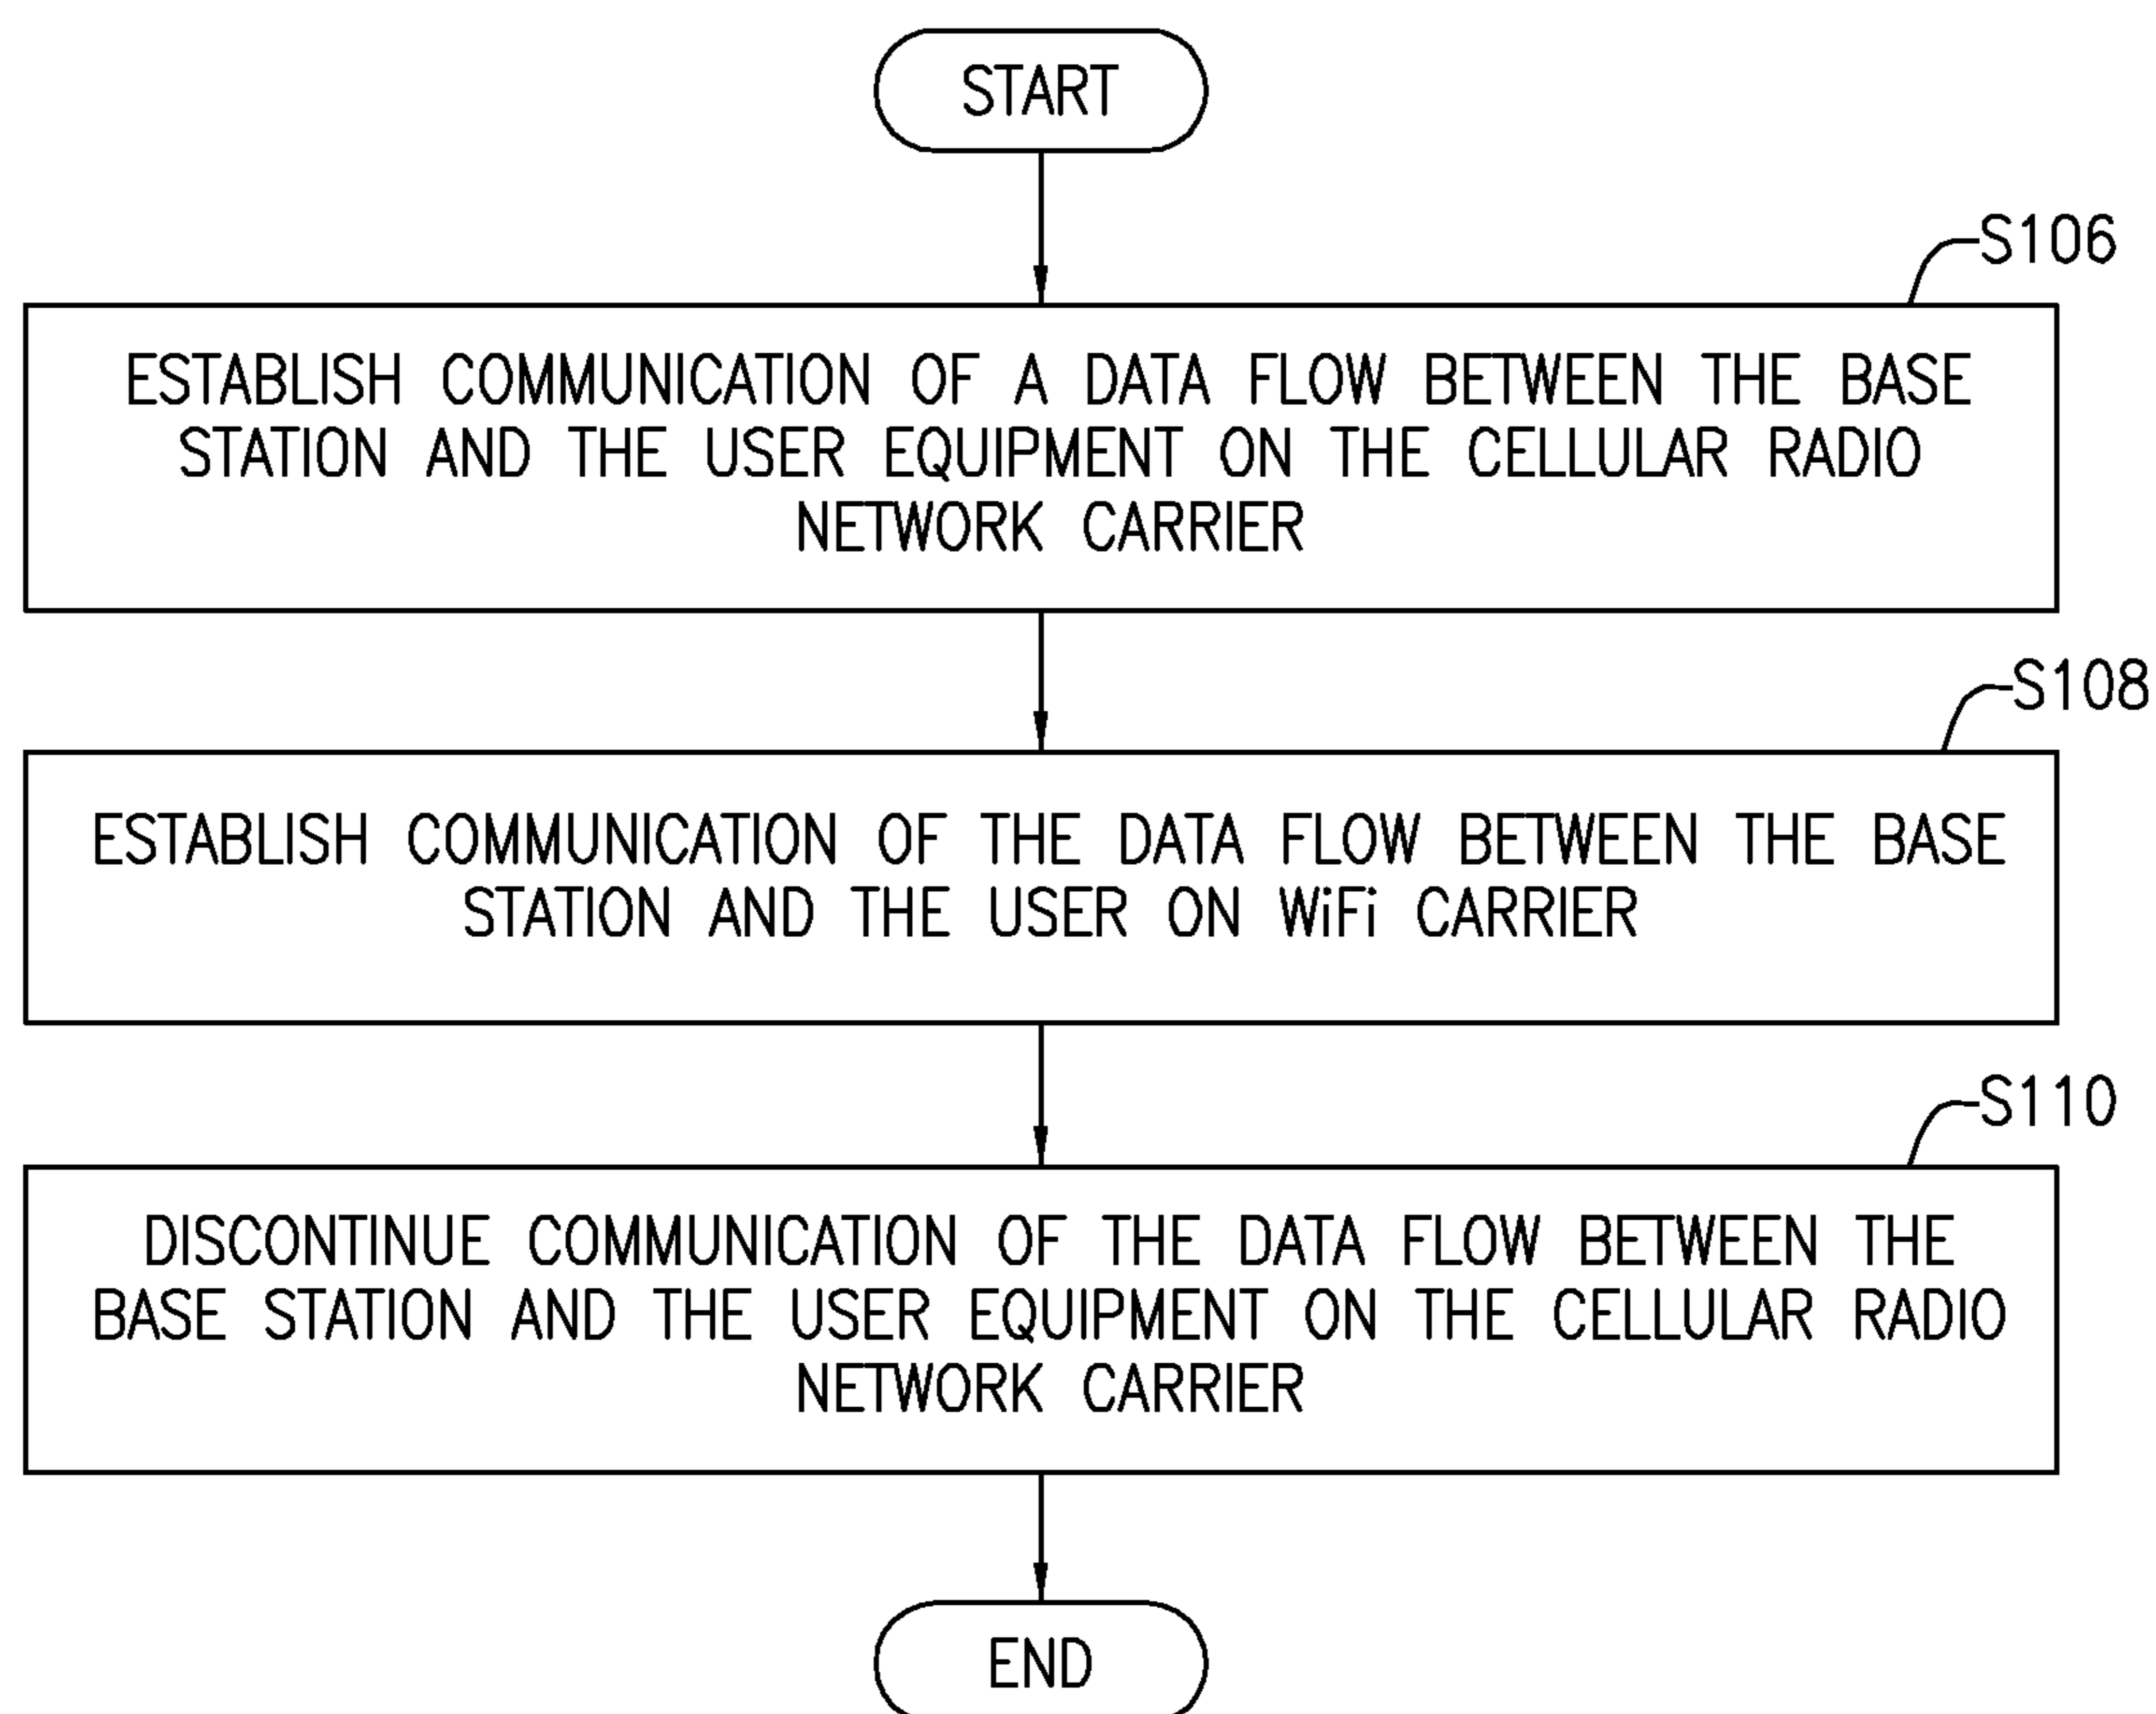 START
S106
ESTABLISH COMMUNICATION OF A DATA FLOW BETWEEN THE BASE
STATION AND THE USER EQUIPMENT ON THE CELLULAR RADIO
NETWORK CARRIER
S108
ESTABLISH COMMUNICATION OF THE DATA FLOW BETWEEN THE BASE
STATION AND THE USER ON WiFi CARRIER
S110
DISCONTINUE COMMUNICATION OF THE DATA FLOW BETWEEN THE
BASE STATION AND THE USER EQUIPMENT ON THE CELLULAR RADIO
NETWORK CARRIER
END